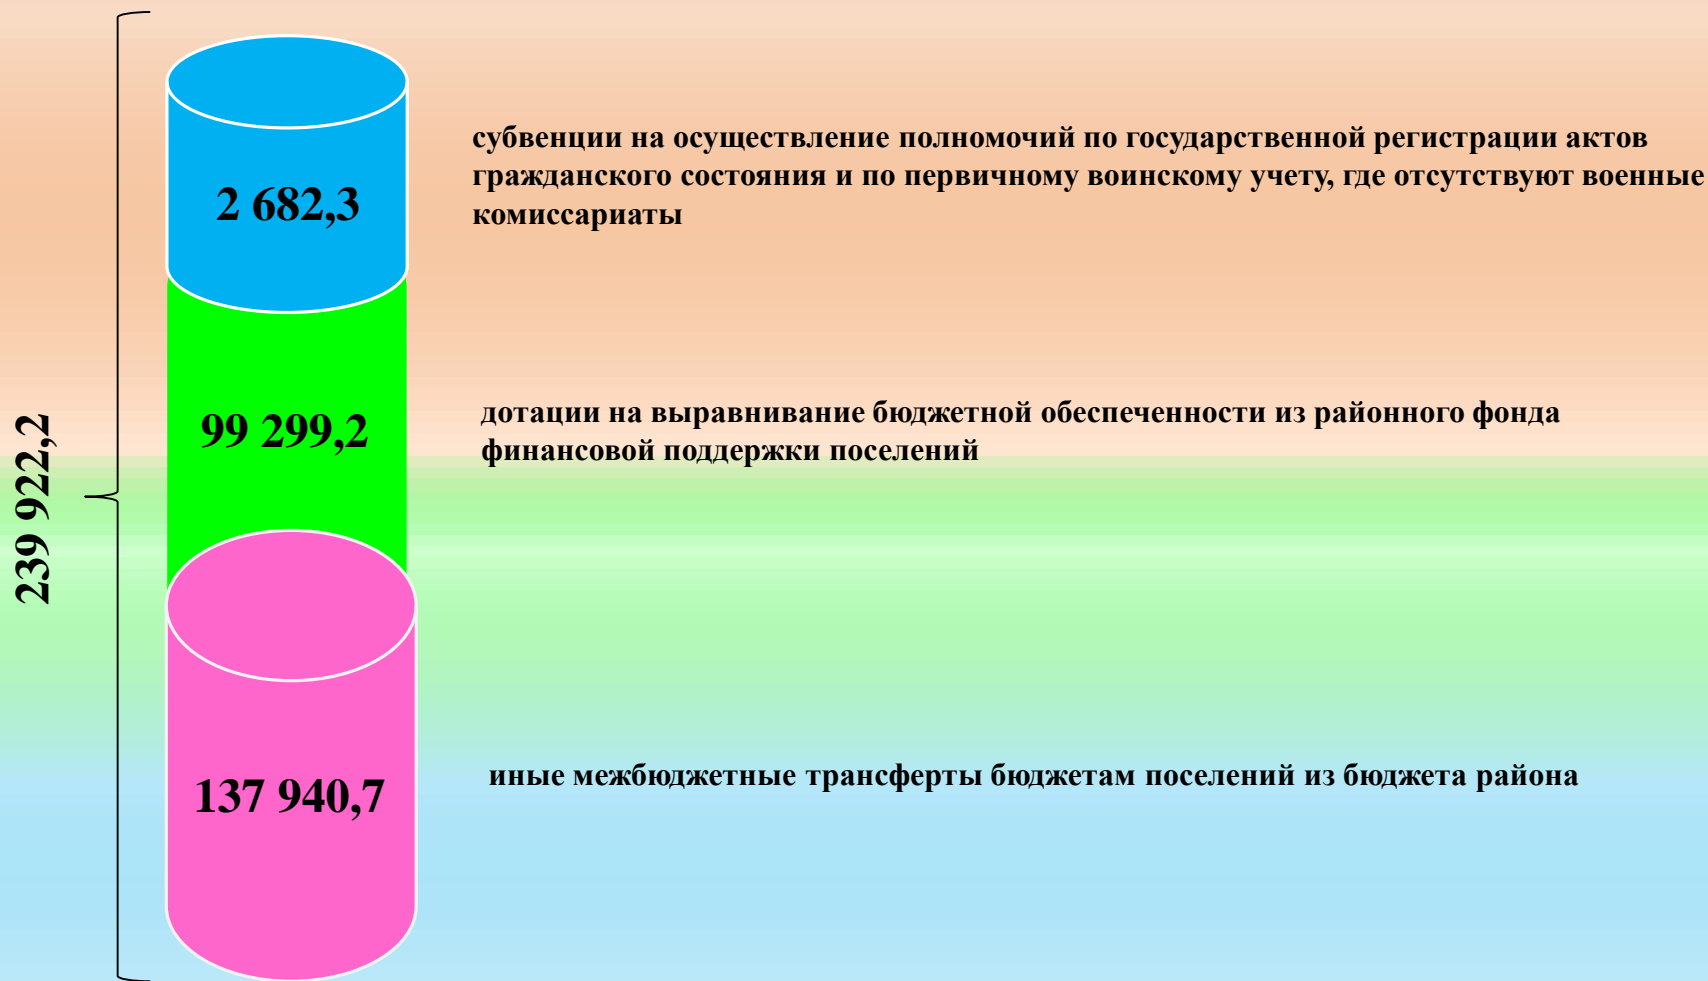 239 922,2
2 682,3
субвенции на осуществление полномочий по государственной регистрации актов
гражданского состояния и по первичному воинскому учету, где отсутствуют военные
комиссариаты
99 299,2
дотации на выравнивание бюджетной обеспеченности из районного фонда
финансовой поддержки поселений
137 940,7
иные межбюджетные трансферты бюджетам поселений из бюджета района